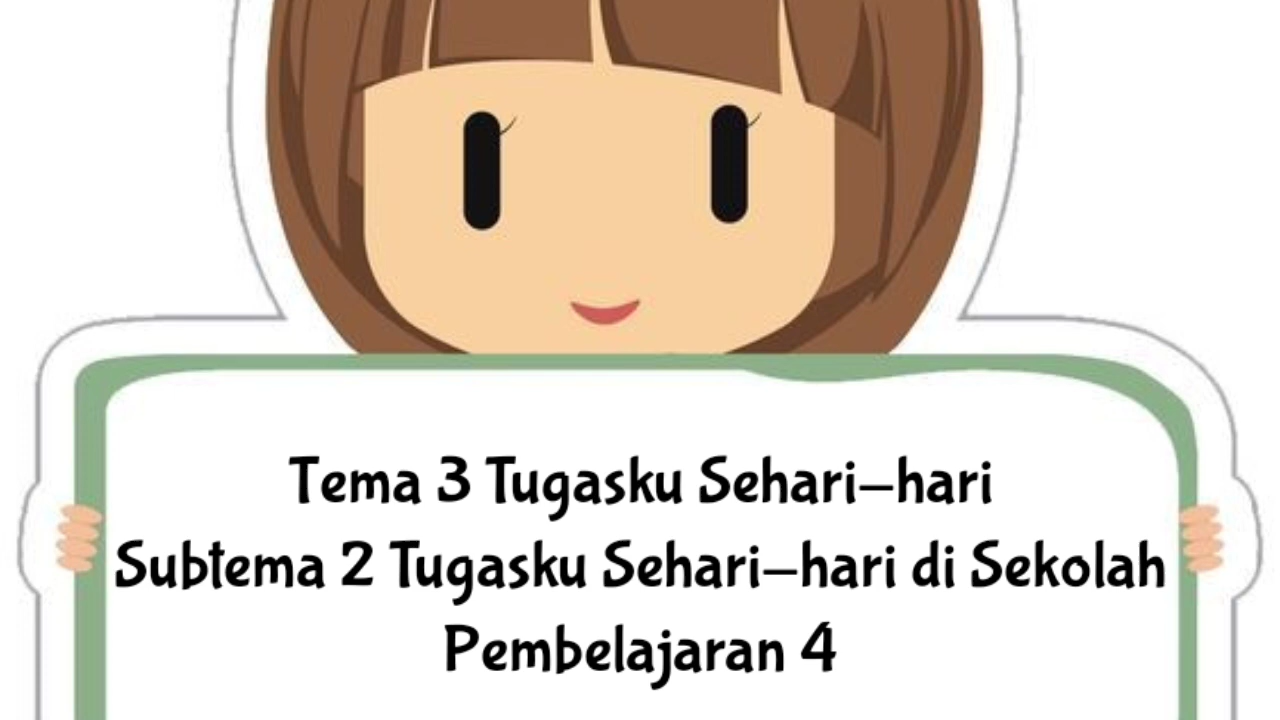 Tema 3 Tugasku Sehari-hari
Subtema 2 Tugasku Sehari-hari di Sekolah
Pembelajaran 4